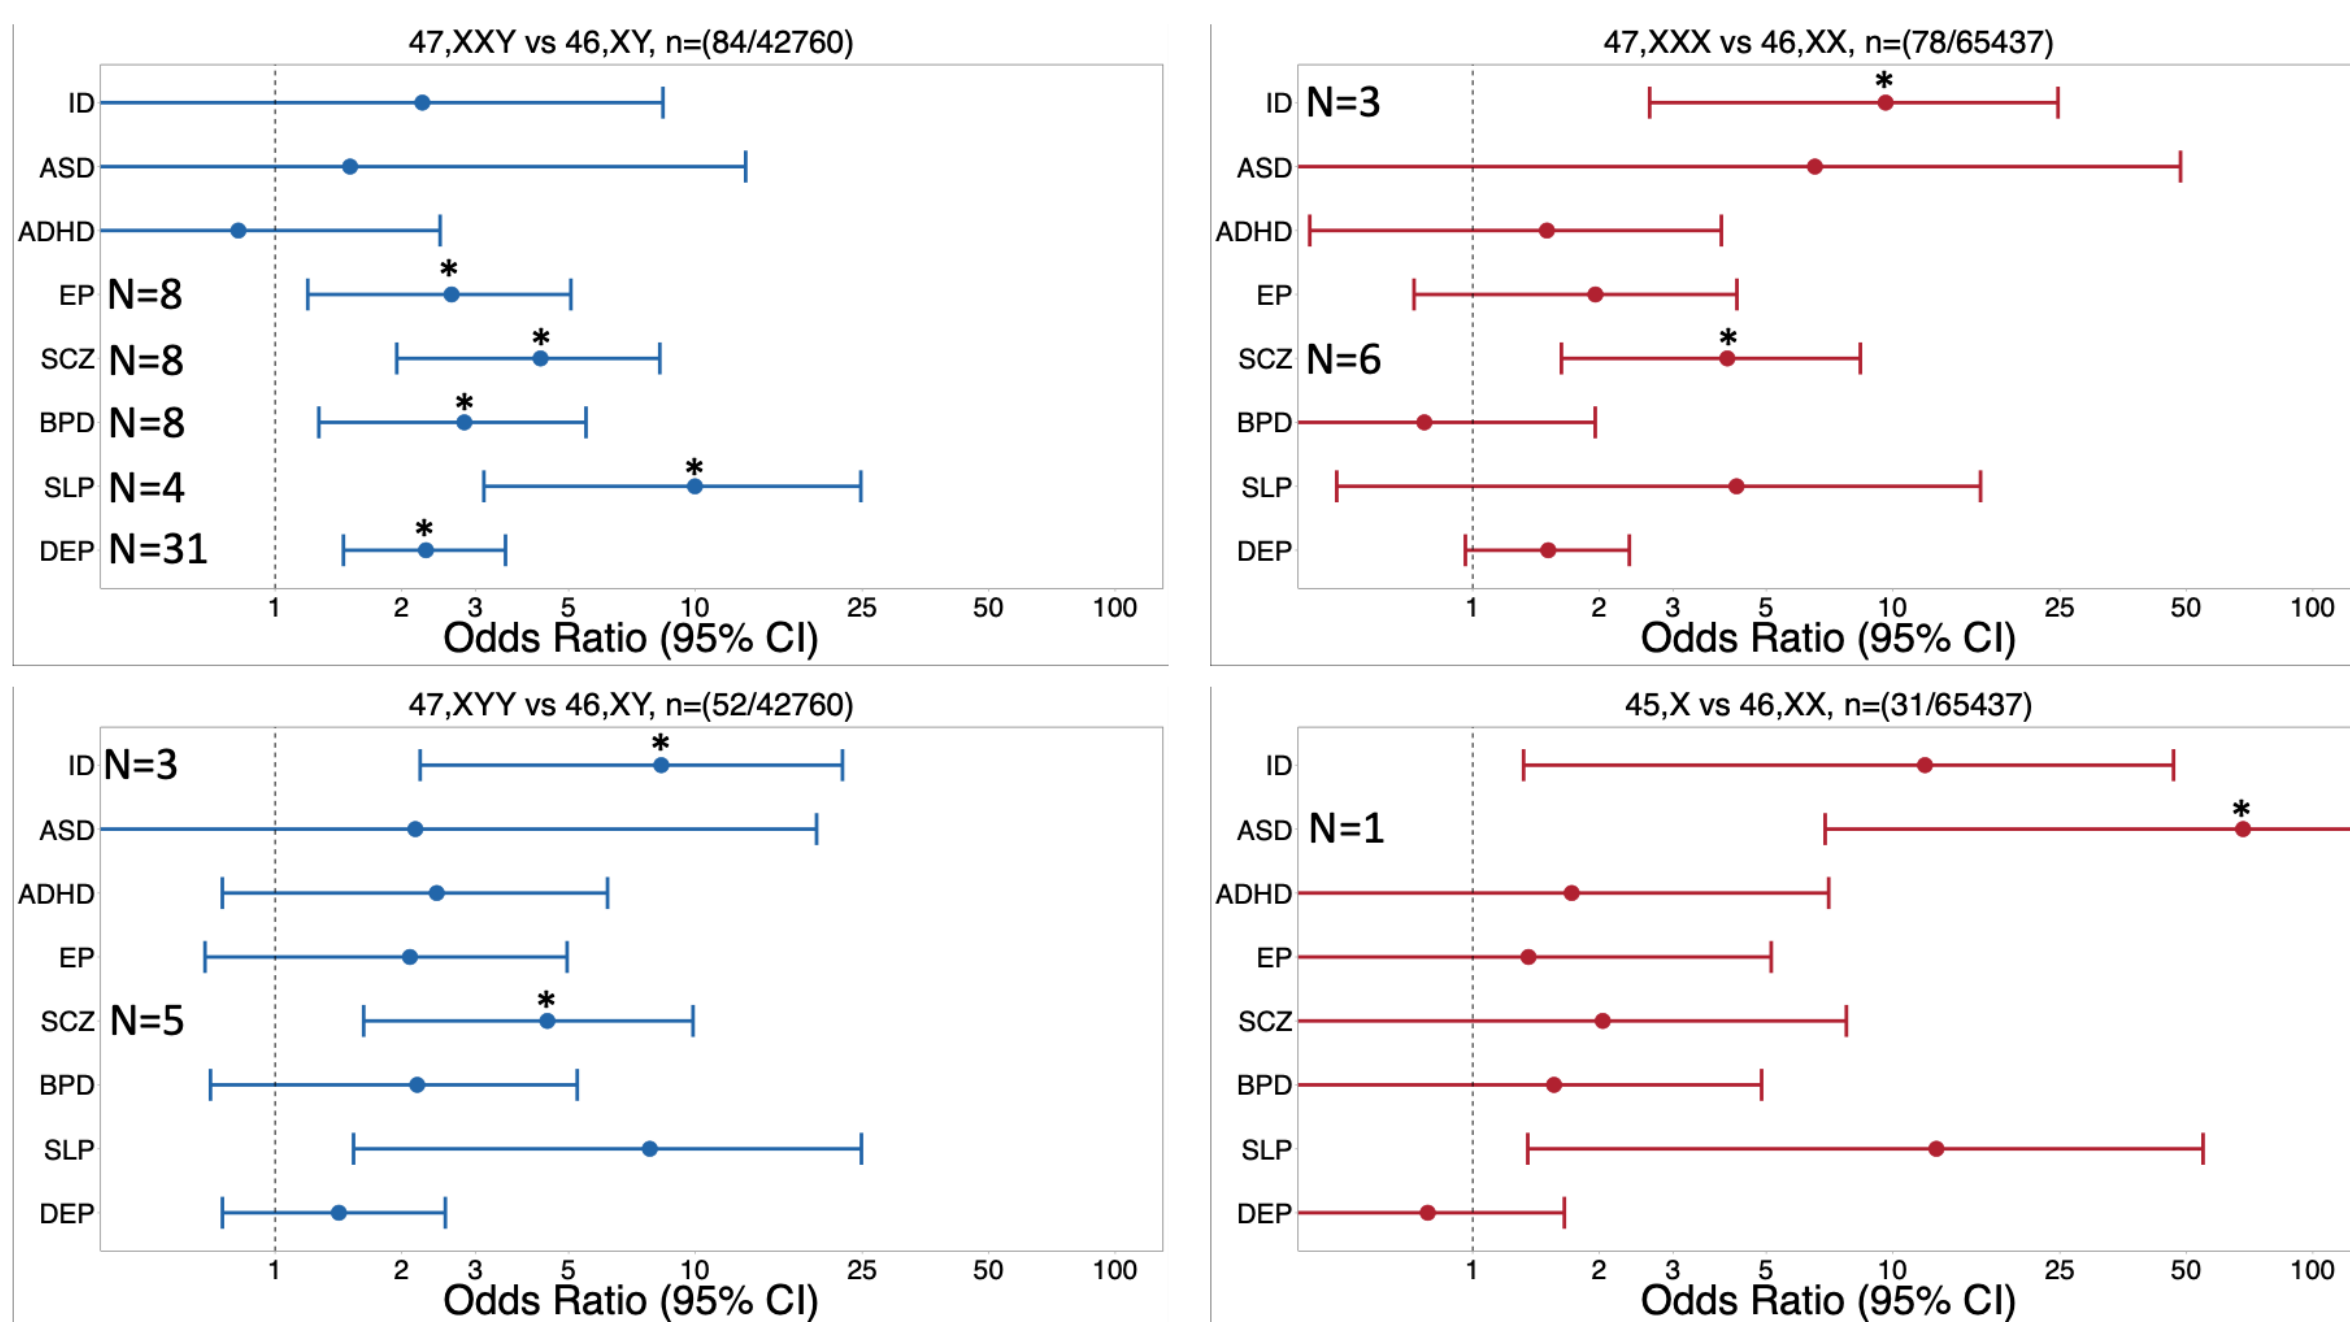 47,XXY vs 46,XY, n=(84/42760)
ID
ASD
ADHD
*
EP N=8
*
SCZ N=8
*
BPD N=8
*
SLP N=4
*
DEP N=31
1 2 3 5 10 25 50 100
Odds Ratio (95% CI)
47,XXX vs 46,XX, n=(78/65437)
*
ID N=3
ASD
ADHD
EP
*
SCZ N=6
BPD
SLP
DEP
1 2 3 5 10 25 50 100
Odds Ratio (95% CI)
47,XYY vs 46,XY, n=(52/42760)
*
ID N=3
ASD
ADHD
EP
*
SCZ N=5
BPD
SLP
DEP
1 2 3 5 10 25 50 100
Odds Ratio (95% CI)
45,X vs 46,XX, n=(31/65437)
ID
*
ASD N=1
ADHD
EP
SCZ
BPD
SLP
DEP
1 2 3 5 10 25 50 100
Odds Ratio (95% CI)